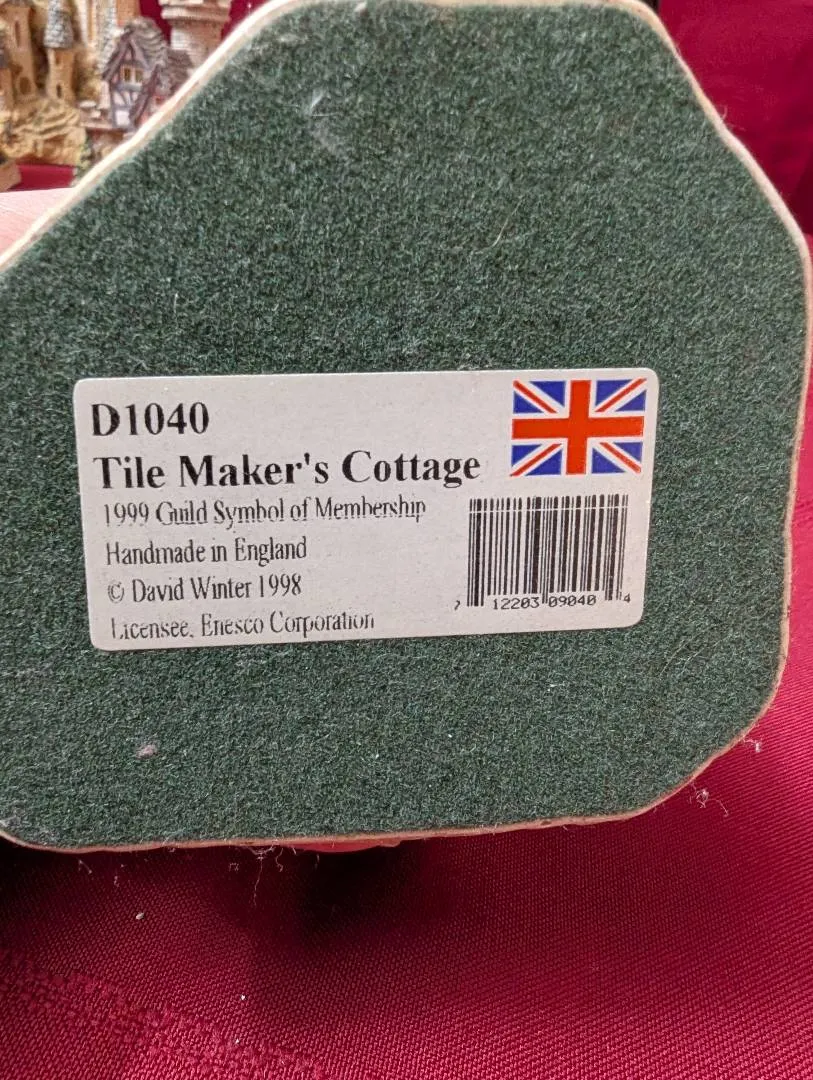 D1040
Tile Maker's Cottage
1999 Guild Symbol of Membership
Handmade in England
© David Winter 1998
Licensee, Enesco Corporation
7 12203 09040 4